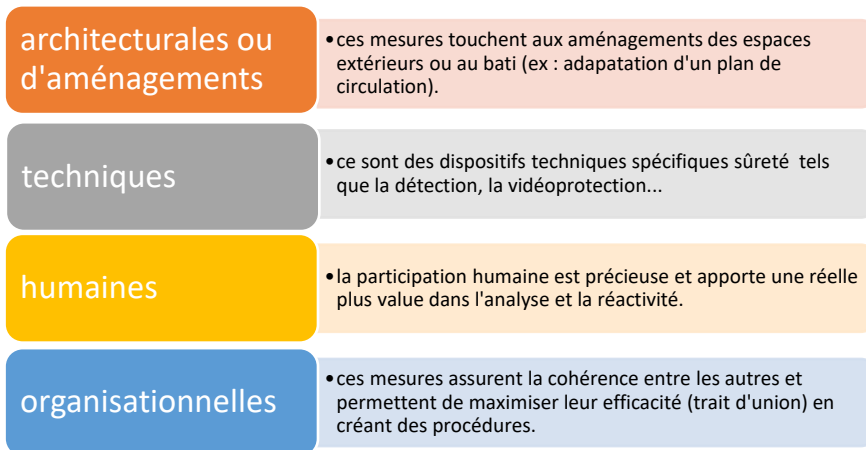 architecturales ou
d'aménagements
•ces mesures touchent aux aménagements des espaces
extérieurs ou au bati (ex : adapatation d'un plan de
circulation).
techniques
•ce sont des dispositifs techniques spécifiques sûreté tels
que la détection, la vidéoprotection...
humaines
•la participation humaine est précieuse et apporte une réelle
plus value dans l'analyse et la réactivité.
organisationnelles
•ces mesures assurent la cohérence entre les autres et
permettent de maximiser leur efficacité (trait d'union) en
créant des procédures.